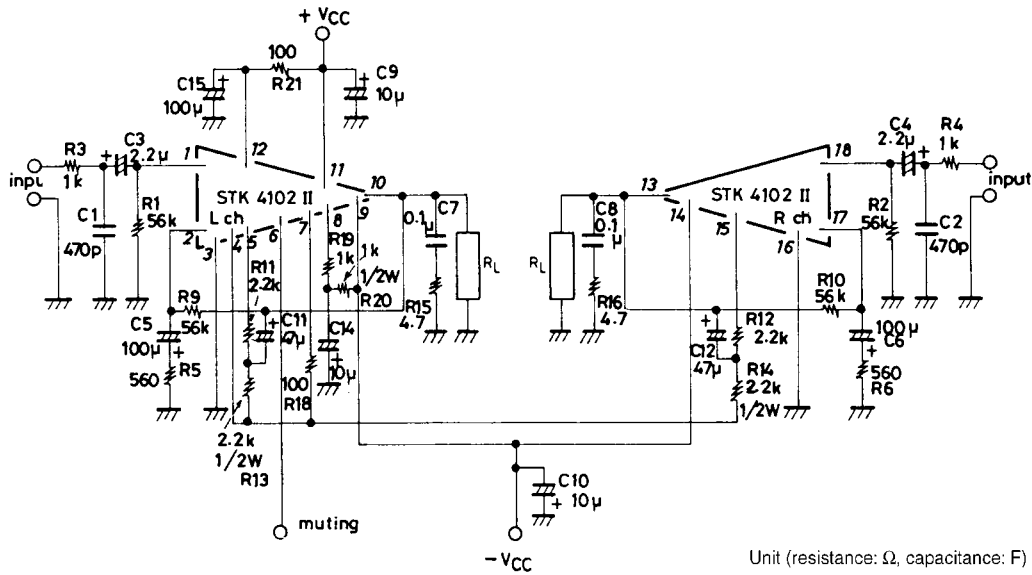 + VCC
100
R21
C15 +
100µ
+ C9
10µ
R3
1k
C3
+
2.2µ
1
12
11
10
inpu
STK 4102 II
L ch
R1
56k
C1
470p
2
3
4
5
6
7
8
9
R19
1k
1k
1/2W
R20
0.1
µ
C7
RL
R15
4.7
R11
2.2k
R9
56k
C5
100µ
+
R5
560
C11
+
47µ
C14
+
10µ
100
R18
2.2k
1/2W
R13
muting
13
14
15
16
17
18
STK 4102 II
R ch
C8
0.1
µ
RL
R16
4.7
C4
2.2µ
+
R4
1k
input
R2
56k
C2
470p
R10
56k
100µ
C6
+
560
R6
+
C12
47µ
R12
2.2k
R14
2.2k
1/2W
C10
+ 10µ
− VCC
Unit (resistance: Ω, capacitance: F)